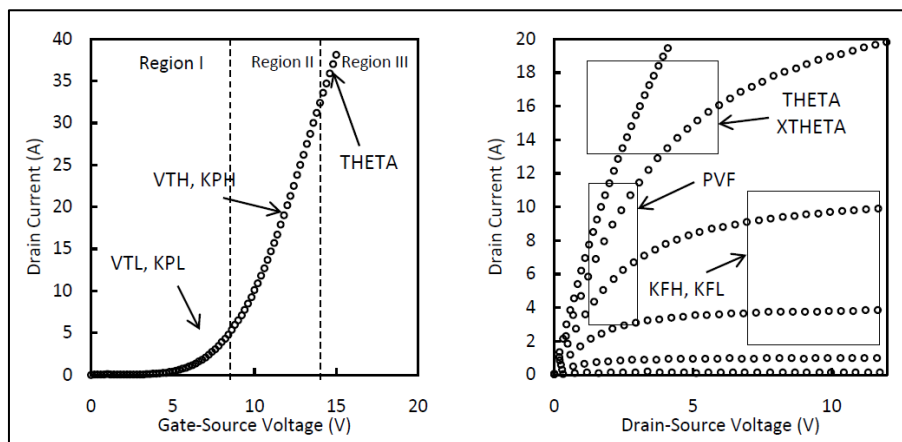 40
35
30
25
20
15
10
5
0
Drain Current (A)
Region I
Region II
Region III
THETA
VTH, KPH
VTL, KPL
0 5 10 15 20
Gate-Source Voltage (V)
20
18
16
14
12
10
8
6
4
2
0
Drain Current (A)
THETA
XTHETA
PVF
KFH, KFL
0 5 10
Drain-Source Voltage (V)